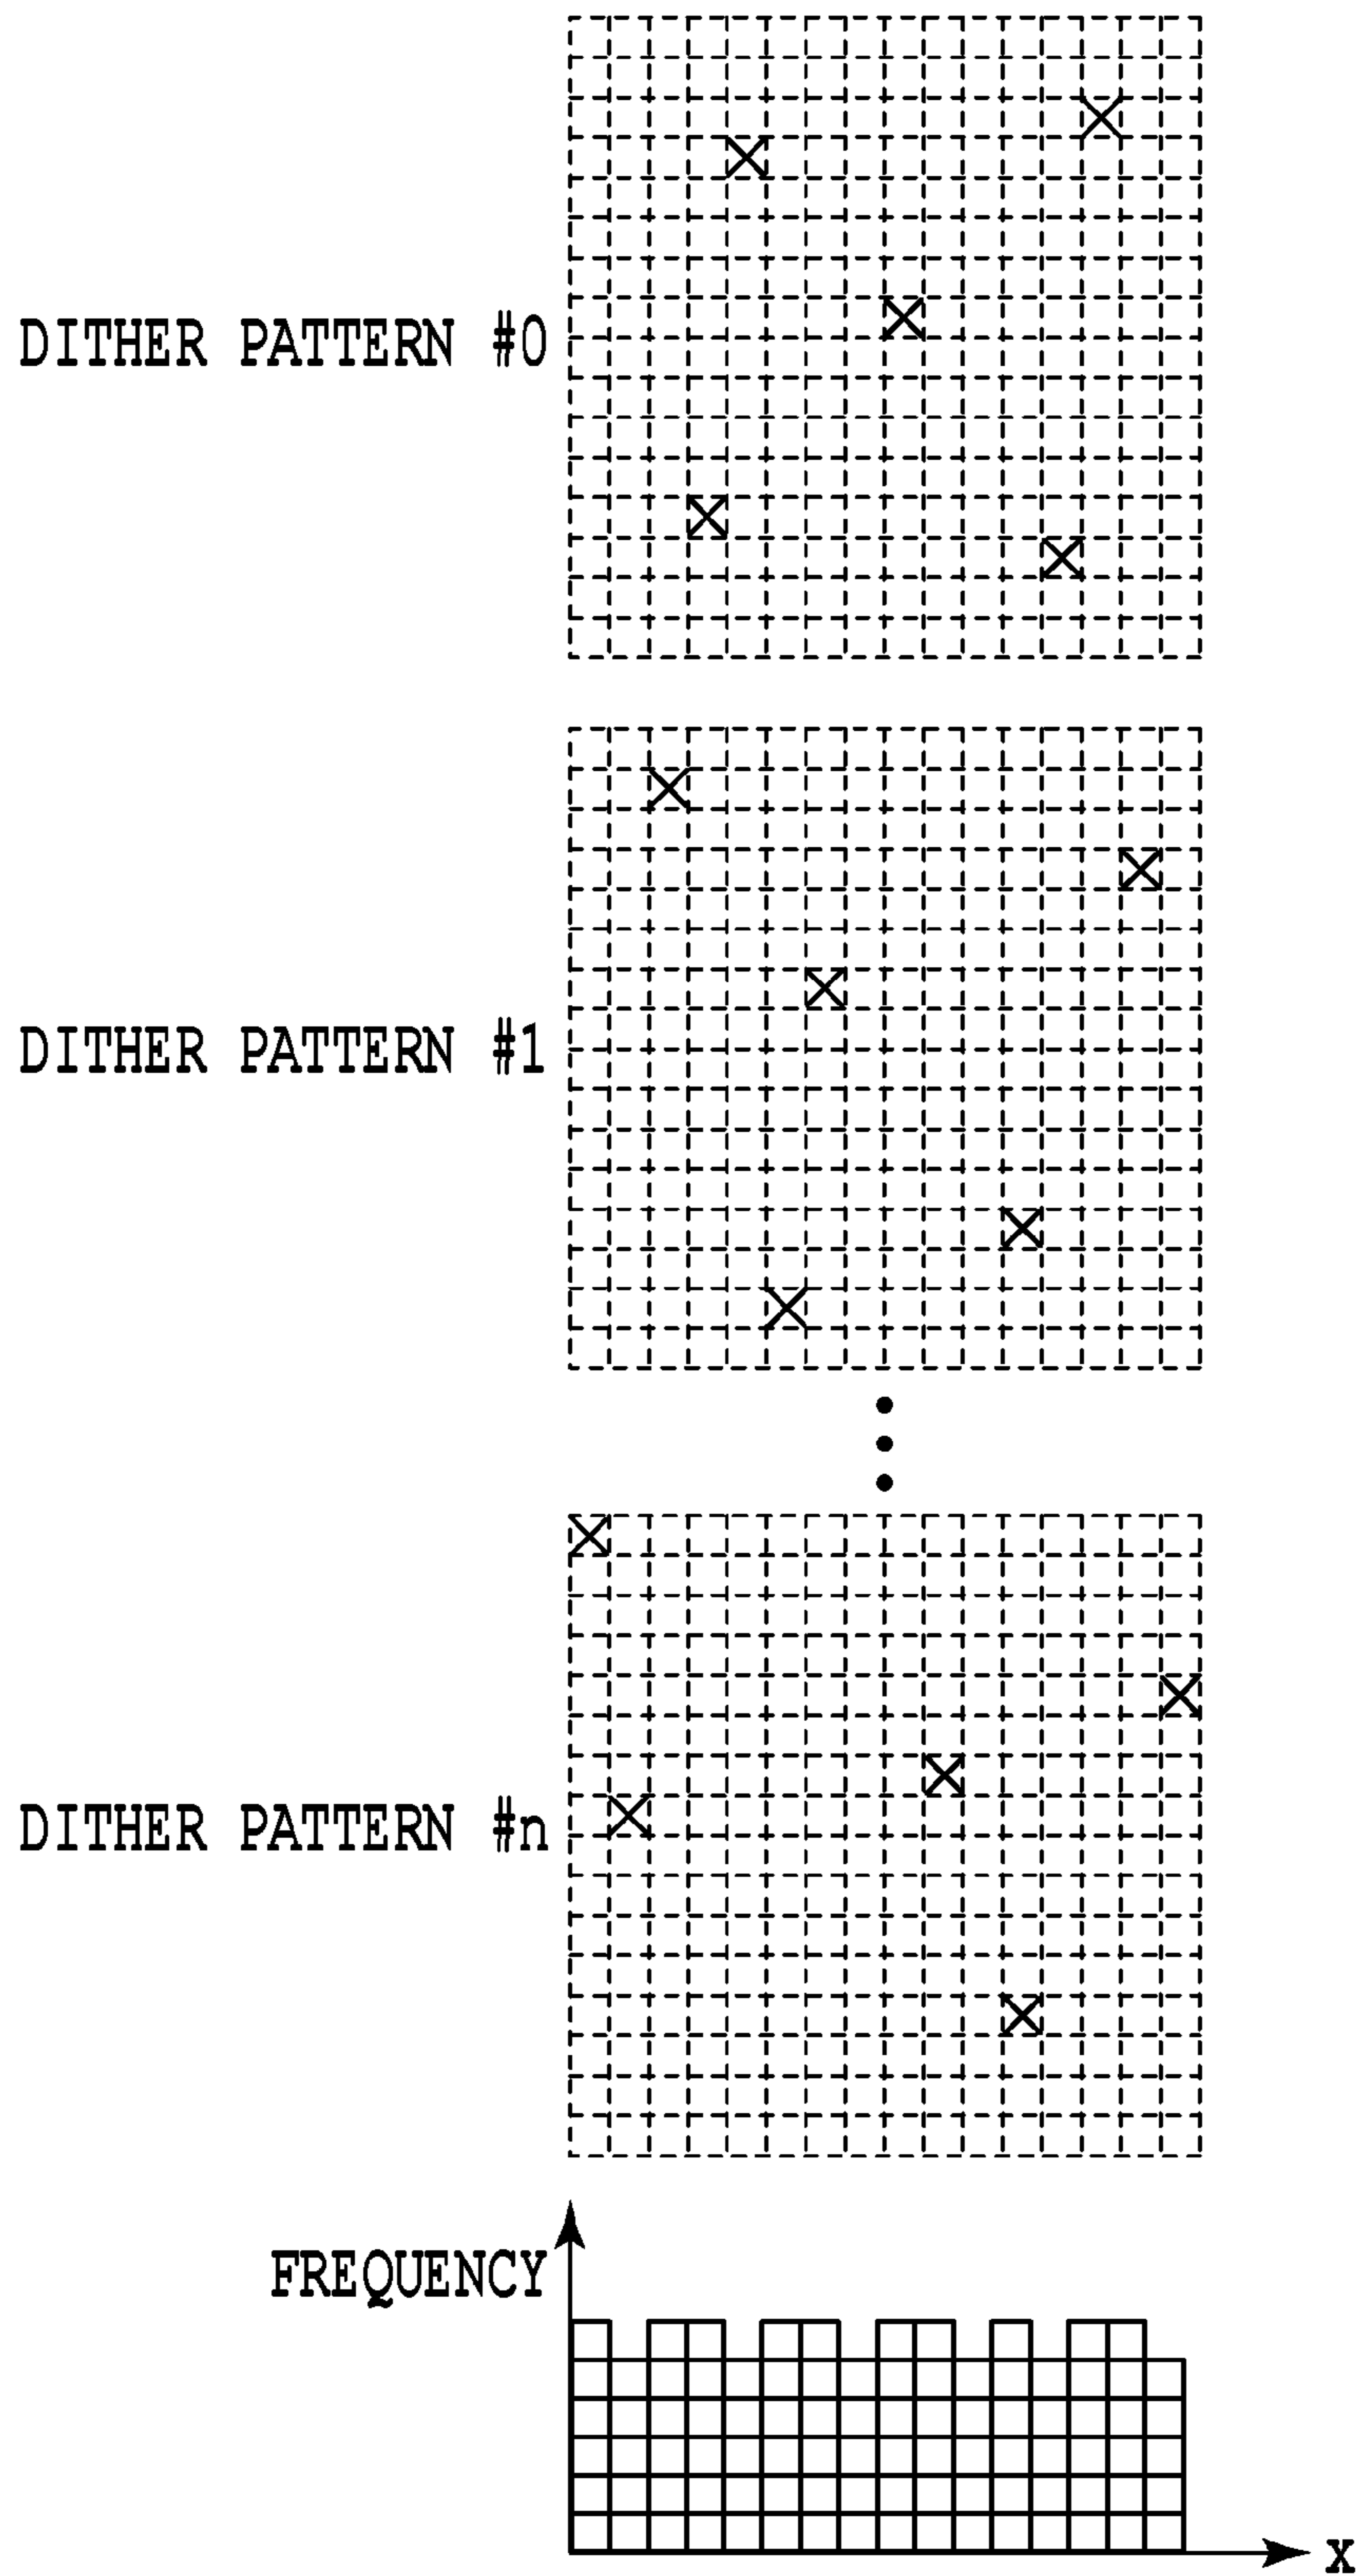 DITHER PATTERN #0
DITHER PATTERN #1
DITHER PATTERN #n
FREQUENCY
X